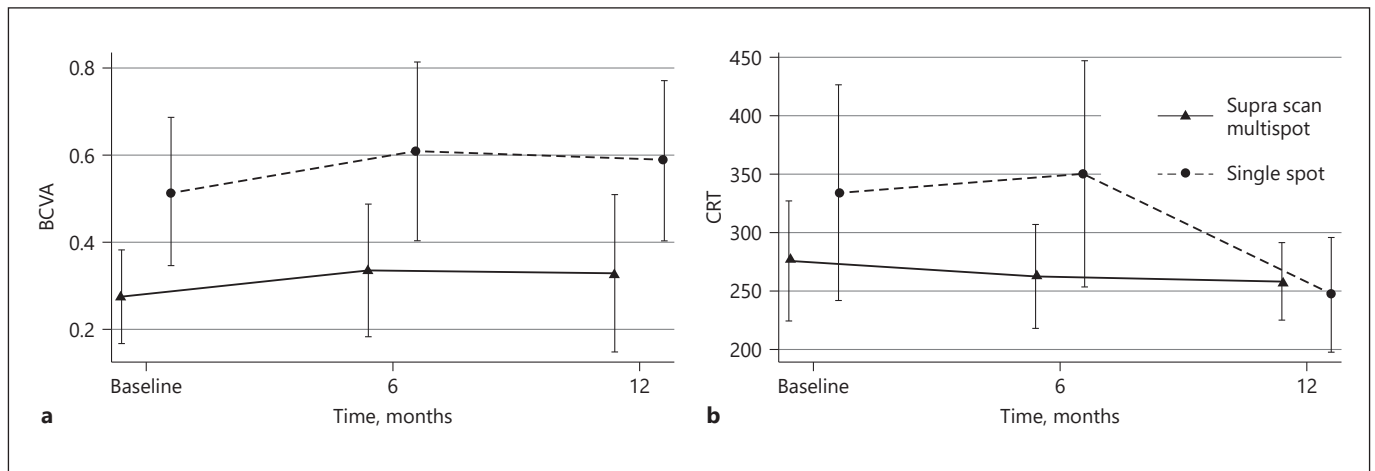 0.8
0.6
0.4
0.2
BCVA
Baseline
6
12
Time, months
a
450
400
350
300
250
200
CRT
Baseline
6
12
Time, months
b
Supra scan
multispot
Single spot